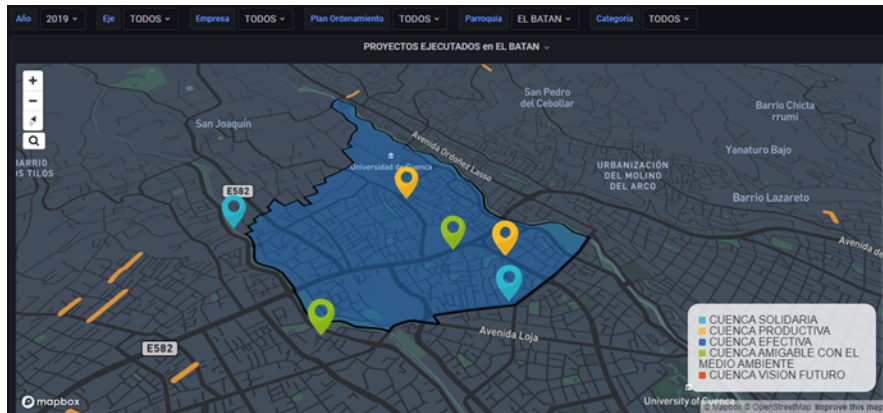 Año 2019 Eje TODOS Empresa TODOS Plan Ordenamiento TODOS Parroquia EL BATAN Categoria TODOS
PROYECTOS EJECUTADOS en EL BATAN
+
−
San Pedro
del Cebollar
Barrio Chicta
rrumi
San Joaquín
Avenida Ordoñez Lasso
Yanaturo Bajo
BARRIO
OS TILOS
Universidad de Cuenca
URBANIZACIÓN
DEL MOLINO
DEL ARCO
E582
Barrio Lazareto
Avenida de
Avenida Loja
E582
CUENCA SOLIDARIA
CUENCA PRODUCTIVA
CUENCA EFECTIVA
CUENCA AMIGABLE CON EL
MEDIO AMBIENTE
CUENCA VISION FUTURO
University of Cuenca
mapbox
© Mapbox © OpenStreetMap Improve this map